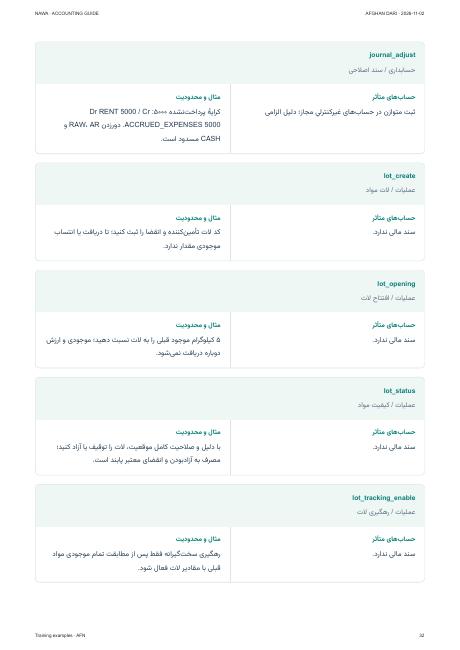 NAWA · ACCOUNTING GUIDE
AFGHAN DARI · 2026-11-02
journal_adjust
حسابداری / سند اصلاحی
حساب‌های متأثر
ثبت متوازن در حساب‌های غیرکنترلی مجاز؛ دلیل الزامی
مثال و محدودیت
کرایهٔ پرداخت‌نشده ۵۰۰۰: Dr RENT 5000 / Cr
ACCRUED_EXPENSES 5000. دورزدن RAW، AR و
CASH مسدود است.
lot_create
عملیات / لات مواد
حساب‌های متأثر
سند مالی ندارد.
مثال و محدودیت
کد لات تأمین‌کننده و انقضا را ثبت کنید؛ تا دریافت یا انتساب
موجودی مقدار ندارد.
lot_opening
عملیات / افتتاح لات
حساب‌های متأثر
سند مالی ندارد.
مثال و محدودیت
۵ کیلوگرام موجود قبلی را به لات نسبت دهید؛ موجودی و ارزش
دوباره دریافت نمی‌شود.
lot_status
عملیات / کیفیت مواد
حساب‌های متأثر
سند مالی ندارد.
مثال و محدودیت
با دلیل و صلاحیت کامل موقعیت، لات را توقیف یا آزاد کنید؛
مصرف به آزادبودن و انقضای معتبر پابند است.
lot_tracking_enable
عملیات / رهگیری لات
حساب‌های متأثر
سند مالی ندارد.
مثال و محدودیت
رهگیری سخت‌گیرانه فقط پس از مطابقت تمام موجودی مواد
قبلی با مقادیر لات فعال شود.
Training examples · AFN
32